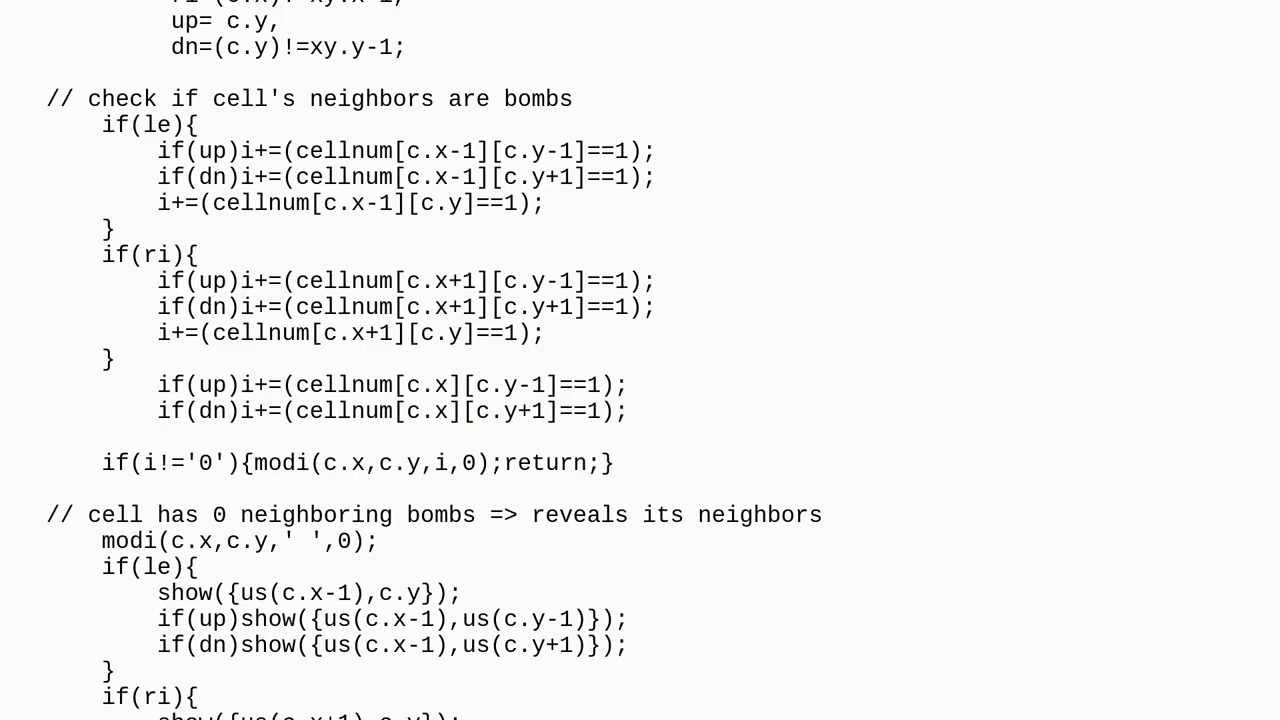 up= c.y,
dn=(c.y)!=xy.y-1;
// check if cell's neighbors are bombs
if(le){
if(up)i+=(cellnum[c.x-1][c.y-1]==1);
if(dn)i+=(cellnum[c.x-1][c.y+1]==1);
i+=(cellnum[c.x-1][c.y]==1);
}
if(ri){
if(up)i+=(cellnum[c.x+1][c.y-1]==1);
if(dn)i+=(cellnum[c.x+1][c.y+1]==1);
i+=(cellnum[c.x+1][c.y]==1);
}
if(up)i+=(cellnum[c.x][c.y-1]==1);
if(dn)i+=(cellnum[c.x][c.y+1]==1);
if(i!='0'){modi(c.x,c.y,i,0);return;}
// cell has 0 neighboring bombs => reveals its neighbors
modi(c.x,c.y,' ',0);
if(le){
show({us(c.x-1),c.y});
if(up)show({us(c.x-1),us(c.y-1)});
if(dn)show({us(c.x-1),us(c.y+1)});
}
if(ri){
show({us(c.x+1),c.y});